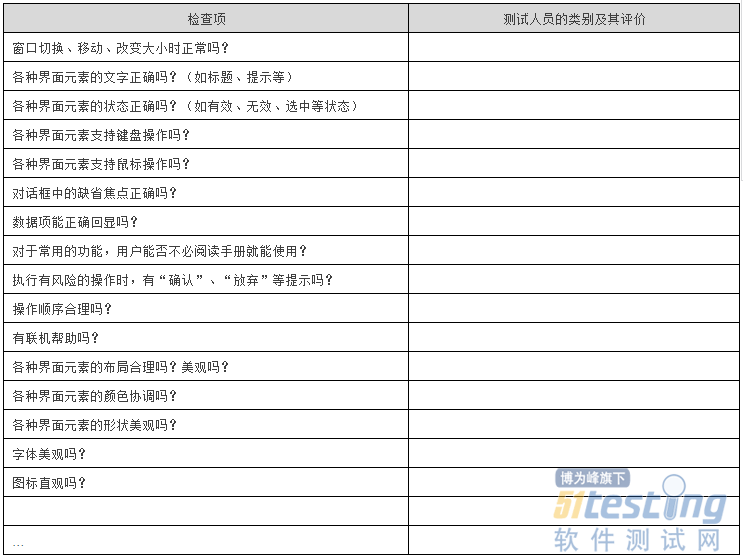 检查项 测试人员的类别及其评价
窗口切换、移动、改变大小时正常吗？
各种界面元素的文字正确吗？（如标题、提示等）
各种界面元素的状态正确吗？（如有效、无效、选中等状态）
各种界面元素支持键盘操作吗？
各种界面元素支持鼠标操作吗？
对话框中的缺省焦点正确吗？
数据项能正确回显吗？
对于常用的功能，用户能否不必阅读手册就能使用？
执行有风险的操作时，有“确认”、“放弃”等提示吗？
操作顺序合理吗？
有联机帮助吗？
各种界面元素的布局合理吗？美观吗？
各种界面元素的颜色协调吗？
各种界面元素的形状美观吗？
字体美观吗？
图标直观吗？
博为峰旗下
51testing
软件测试网
…